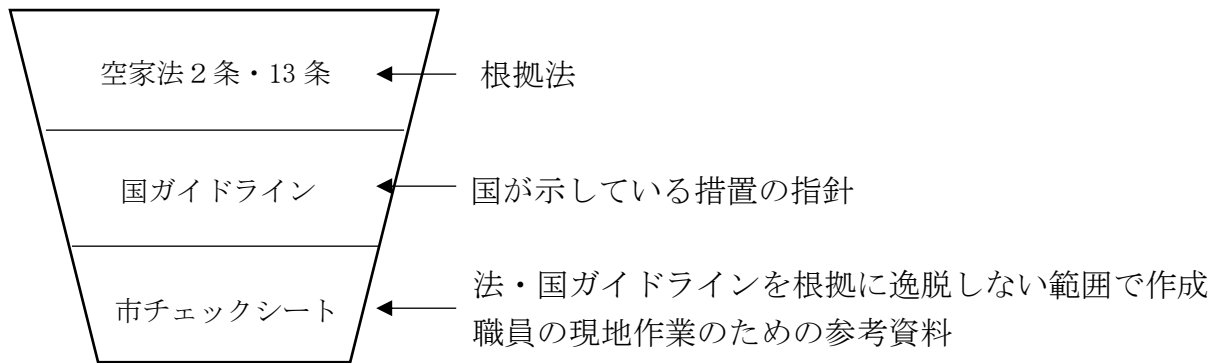 空家法２条・13 条
根拠法
国ガイドライン
国が示している措置の指針
市チェックシート
法・国ガイドラインを根拠に逸脱しない範囲で作成
職員の現地作業のための参考資料